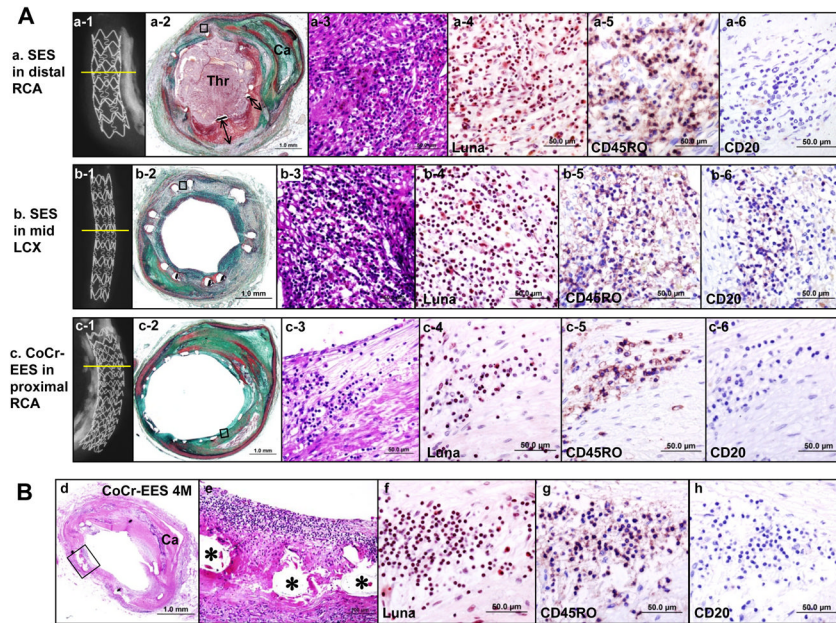 A
a. SES
in distal
RCA
a-1
a-2
Ca
Thr
1.0 mm
a-3
a-4
Luna
50.0 µm
a-5
CD45RO
50.0 µm
a-6
CD20
50.0 µm
b. SES
in mid
LCX
b-1
b-2
1.0 mm
b-3
b-4
Luna
50.0 µm
b-5
CD45RO
50.0 µm
b-6
CD20
50.0 µm
c. CoCr-
EES in
proximal
RCA
c-1
c-2
1.0 mm
c-3
50.0 µm
c-4
Luna
50.0 µm
c-5
CD45RO
50.0 µm
c-6
CD20
50.0 µm
B
d
CoCr-EES 4M
Ca
1.0 mm
e
* * *
f
Luna
50.0 µm
g
CD45RO
50.0 µm
h
CD20
50.0 µm